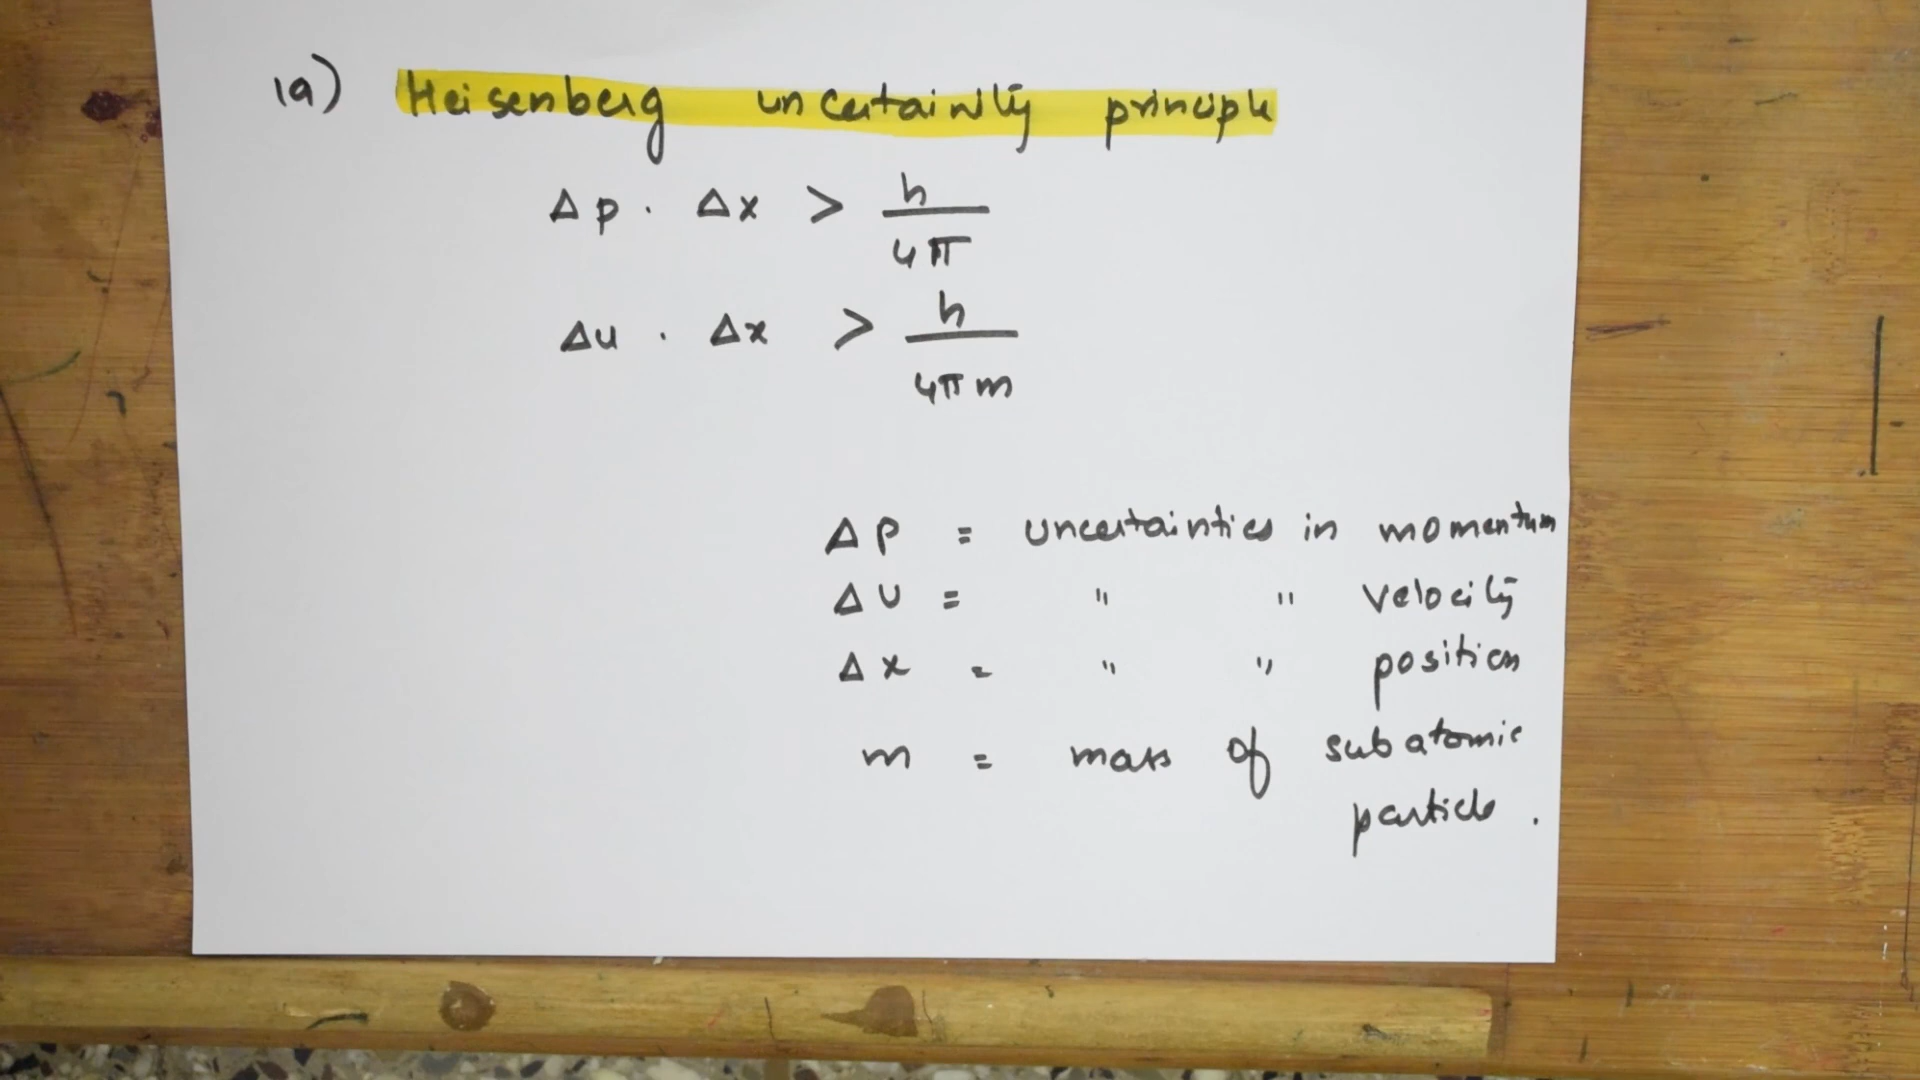 1a) Heisenberg uncertainity principle
Δp . Δx > h / 4π
Δu . Δx > h / 4πm
Δp = uncertainties in momentum
Δu = " " velocity
Δx = " " position
m = mass of subatomic
particle .